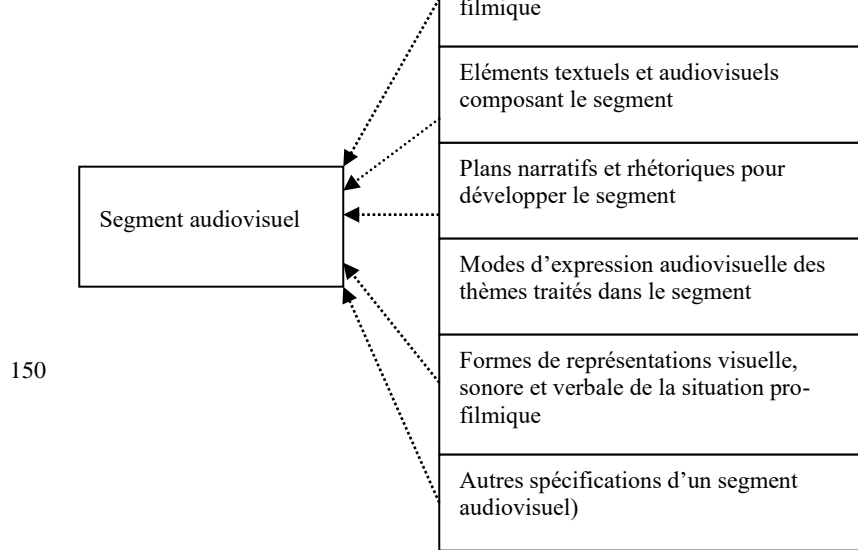 filmique
Eléments textuels et audiovisuels
composant le segment
Plans narratifs et rhétoriques pour
développer le segment
Segment audiovisuel
Modes d’expression audiovisuelle des
thèmes traités dans le segment
150
Formes de représentations visuelle,
sonore et verbale de la situation pro-
filmique
Autres spécifications d’un segment
audiovisuel)